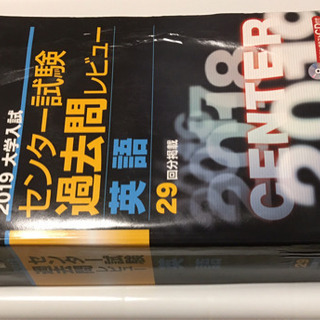 2019 大学入試
センター試験
過去問レビュー
英語
29回分掲載
CENTER
2018
センター試験
過去問レビュー
英語